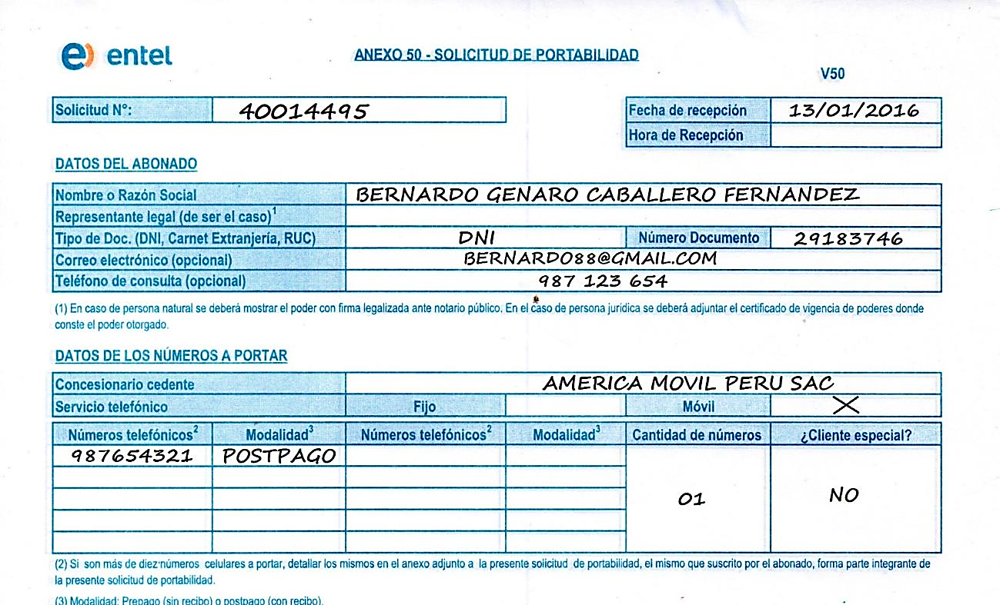 e) entel
ANEXO 50 - SOLICITUD DE PORTABILIDAD
V50
Solicitud N°: 40014495
Fecha de recepción 13/01/2016
Hora de Recepción
DATOS DEL ABONADO
Nombre o Razón Social BERNARDO GENARO CABALLERO FERNANDEZ
Representante legal (de ser el caso)¹
Tipo de Doc. (DNI, Carnet Extranjería, RUC) DNI Número Documento 29183746
Correo electrónico (opcional) BERNARDO88@GMAIL.COM
Teléfono de consulta (opcional) 987 123 654
(1) En caso de persona natural se deberá mostrar el poder con firma legalizada ante notario público. En el caso de persona jurídica se deberá adjuntar el certificado de vigencia de poderes donde
conste el poder otorgado.
DATOS DE LOS NÚMEROS A PORTAR
Concesionario cedente AMERICA MOVIL PERU SAC
Servicio telefónico Fijo Móvil X
Números telefónicos² Modalidad³ Números telefónicos² Modalidad³ Cantidad de números ¿Cliente especial?
987654321 POSTPAGO
01 NO
(2) Si son más de diez números celulares a portar, detallar los mismos en el anexo adjunto a la presente solicitud de portabilidad, el mismo que suscrito por el abonado, forma parte integrante de
la presente solicitud de portabilidad.
(3) Modalidad: Prepago (sin recibo) o postpago (con recibo).